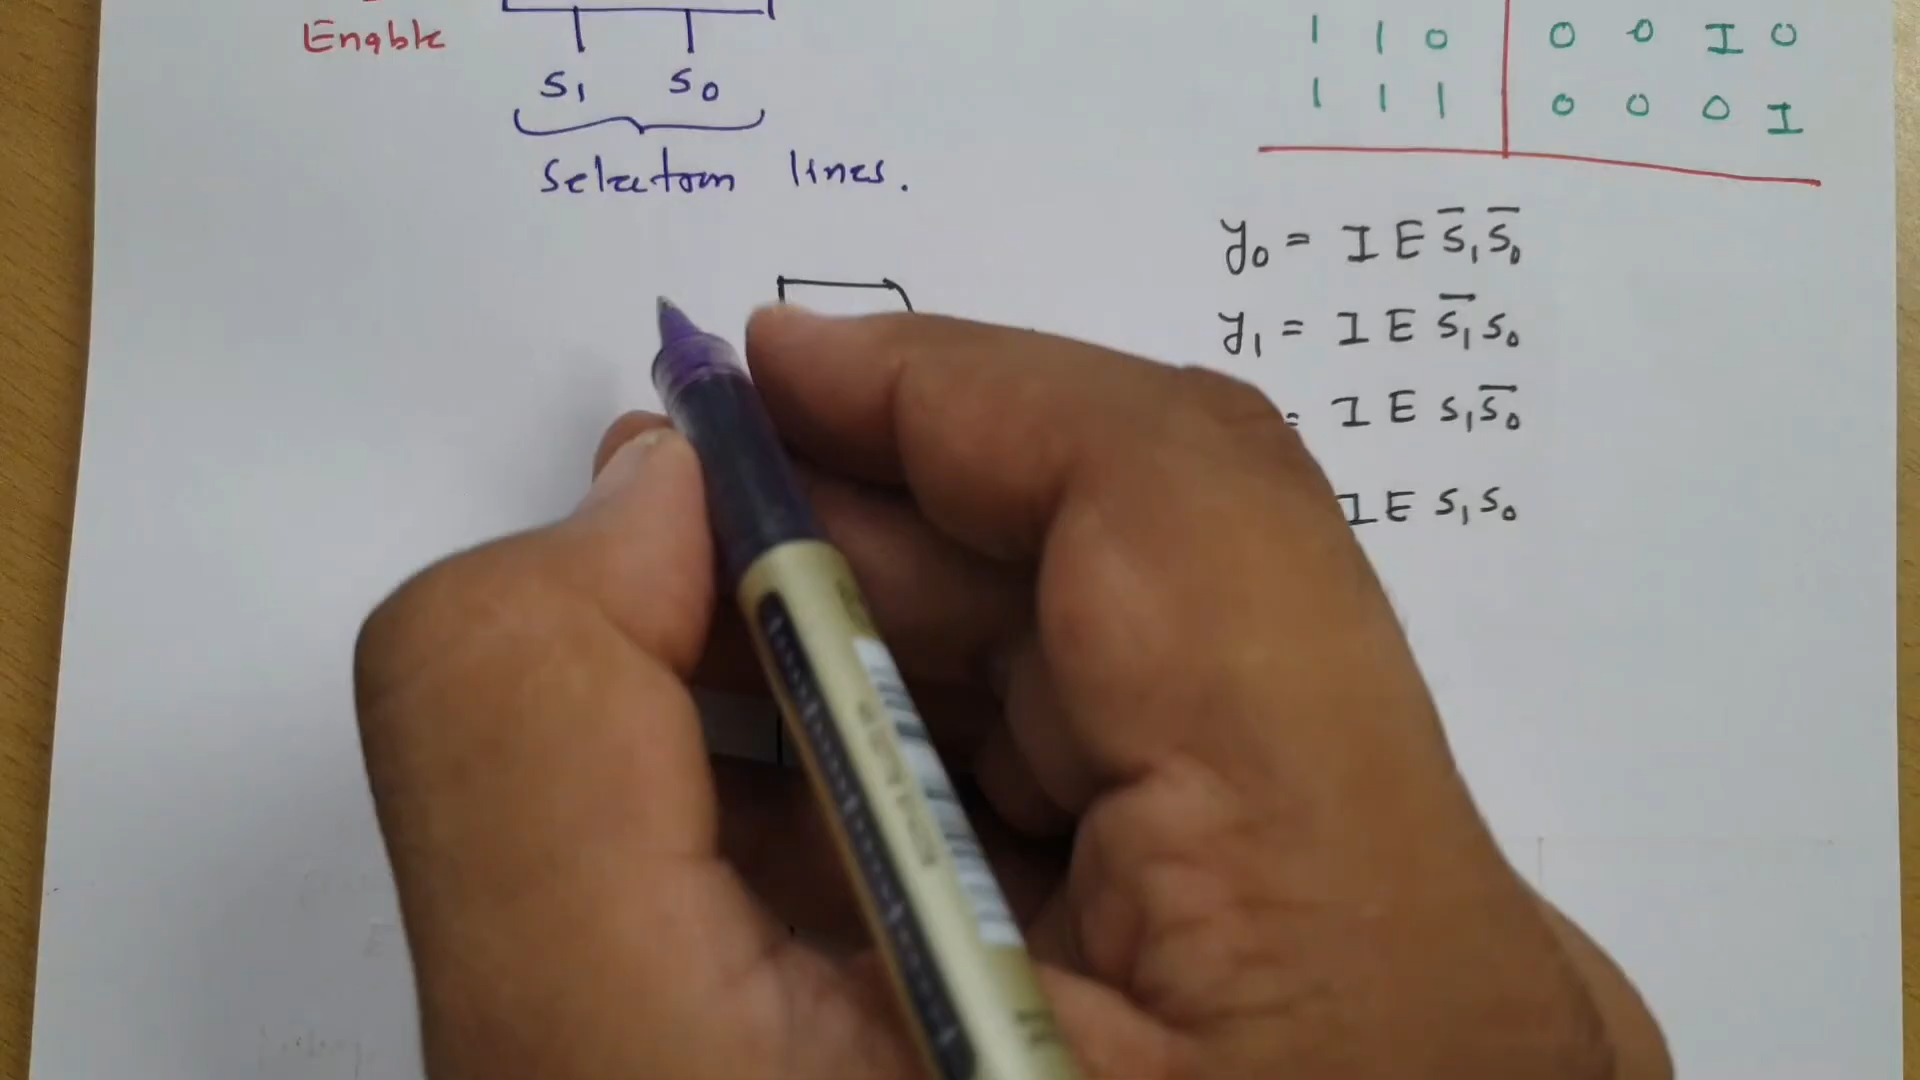 Enable
S₁ S₀
Selection lines.
1 1 0 0 0 I 0
1 1 1 0 0 0 I
y₀ = I E S̅₁ S̅₀
y₁ = I E S̅₁ S₀
= I E S₁ S̅₀
I E S₁ S₀